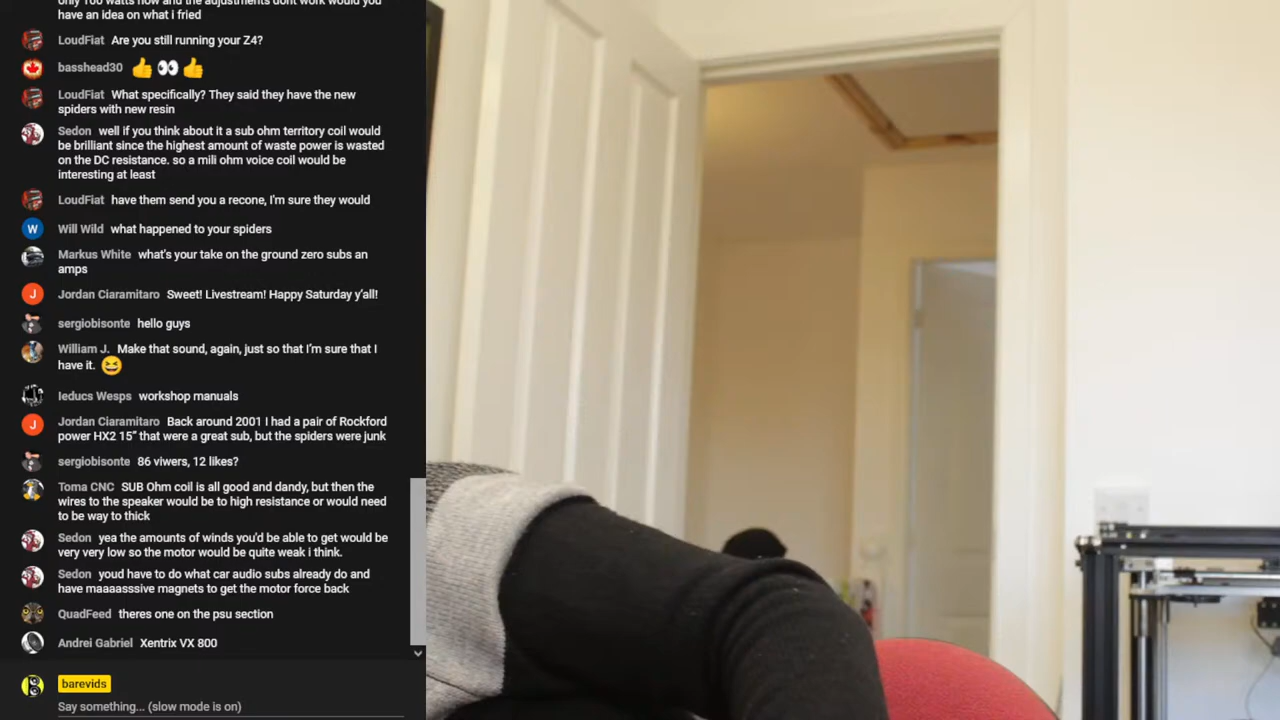 only 100 watts now and the adjustments dont work would you
have an idea on what i fried
LoudFiat Are you still running your Z4?
basshead30 👍👀👍
LoudFiat What specifically? They said they have the new
spiders with new resin
Sedon well if you think about it a sub ohm territory coil would
be brilliant since the highest amount of waste power is wasted
on the DC resistance. so a mili ohm voice coil would be
interesting at least
LoudFiat have them send you a recone, I'm sure they would
W Will Wild what happened to your spiders
Markus White what's your take on the ground zero subs an
amps
J Jordan Ciaramitaro Sweet! Livestream! Happy Saturday y'all!
sergiobisonte hello guys
William J. Make that sound, again, just so that I'm sure that I
have it. 😆
Ieducs Wesps workshop manuals
J Jordan Ciaramitaro Back around 2001 I had a pair of Rockford
power HX2 15" that were a great sub, but the spiders were junk
sergiobisonte 86 viwers, 12 likes?
Toma CNC SUB Ohm coil is all good and dandy, but then the
wires to the speaker would be to high resistance or would need
to be way to thick
Sedon yea the amounts of winds you'd be able to get would be
very very low so the motor would be quite weak i think.
Sedon youd have to do what car audio subs already do and
have maaaasssive magnets to get the motor force back
QuadFeed theres one on the psu section
Andrei Gabriel Xentrix VX 800
barevids
Say something... (slow mode is on)